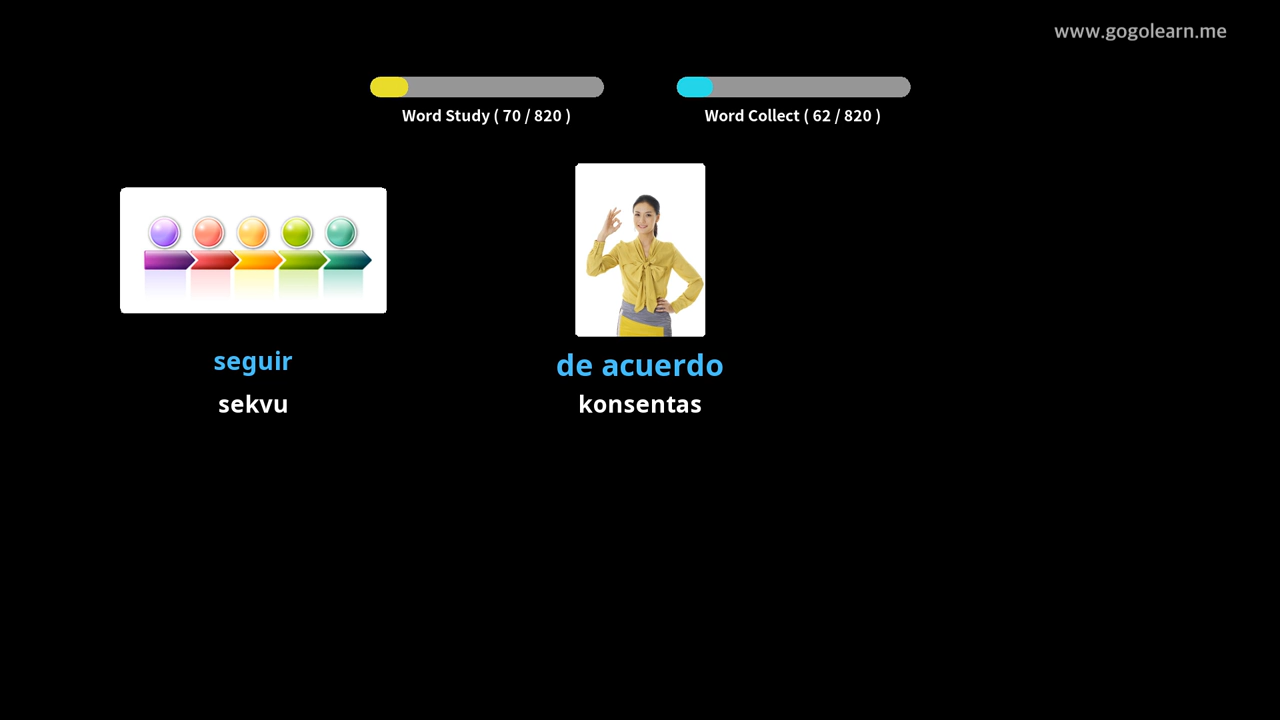 www.gogolearn.me
Word Study ( 70 / 820 )
Word Collect ( 62 / 820 )
seguir
sekvu
de acuerdo
konsentas